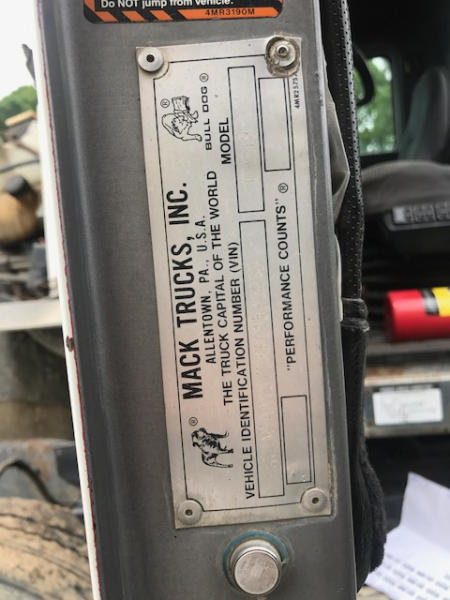 Do NOT jump from vehicle.
4MR3190M
MACK TRUCKS, INC.
ALLENTOWN, PA., U.S.A.
THE TRUCK CAPITAL OF THE WORLD
BULL DOG®
VEHICLE IDENTIFICATION NUMBER (VIN)
MODEL
"PERFORMANCE COUNTS"®